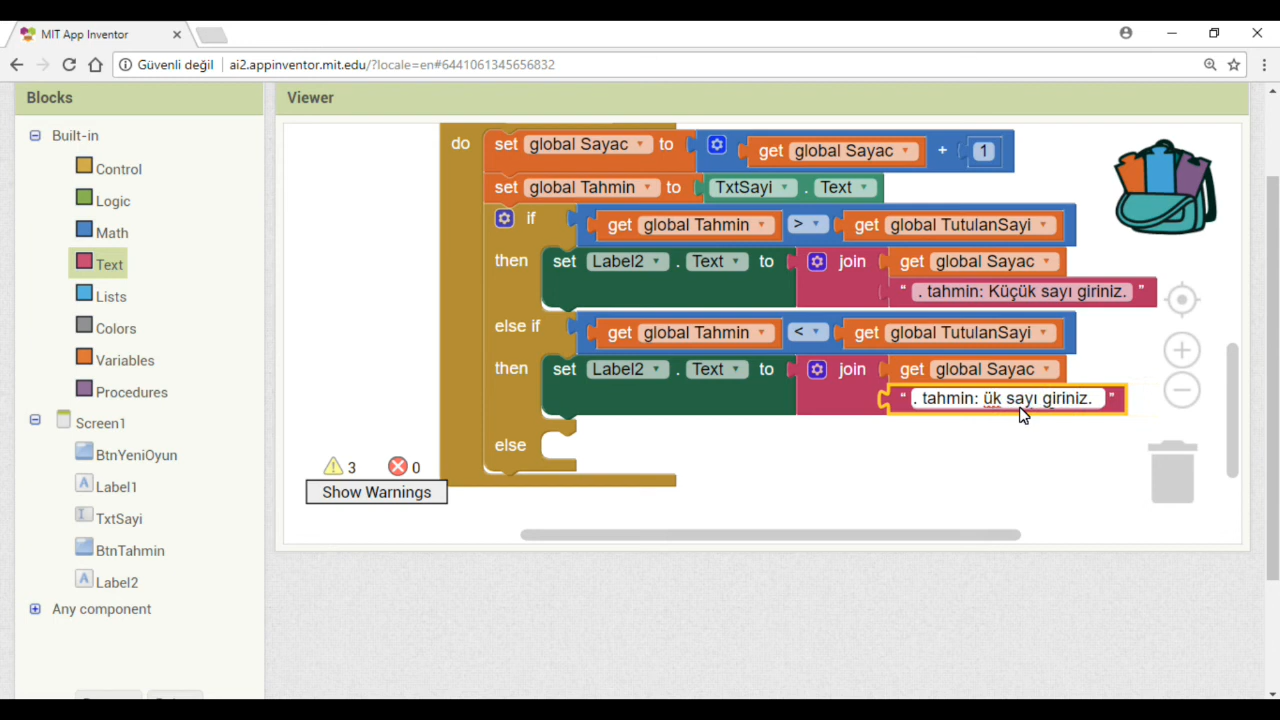 MIT App Inventor
Güvenli değil ai2.appinventor.mit.edu/?locale=en#6441061345656832
Blocks
Viewer
Built-in
Control
Logic
Math
Text
Lists
Colors
Variables
Procedures
Screen1
BtnYeniOyun
Label1
TxtSayi
BtnTahmin
Label2
Any component
do set global Sayac to get global Sayac + 1
set global Tahmin to TxtSayi . Text
if get global Tahmin > get global TutulanSayi
then set Label2 . Text to join get global Sayac
“ . tahmin: Küçük sayı giriniz. ”
else if get global Tahmin < get global TutulanSayi
then set Label2 . Text to join get global Sayac
“ . tahmin: ük sayı giriniz. ”
else
3 0
Show Warnings